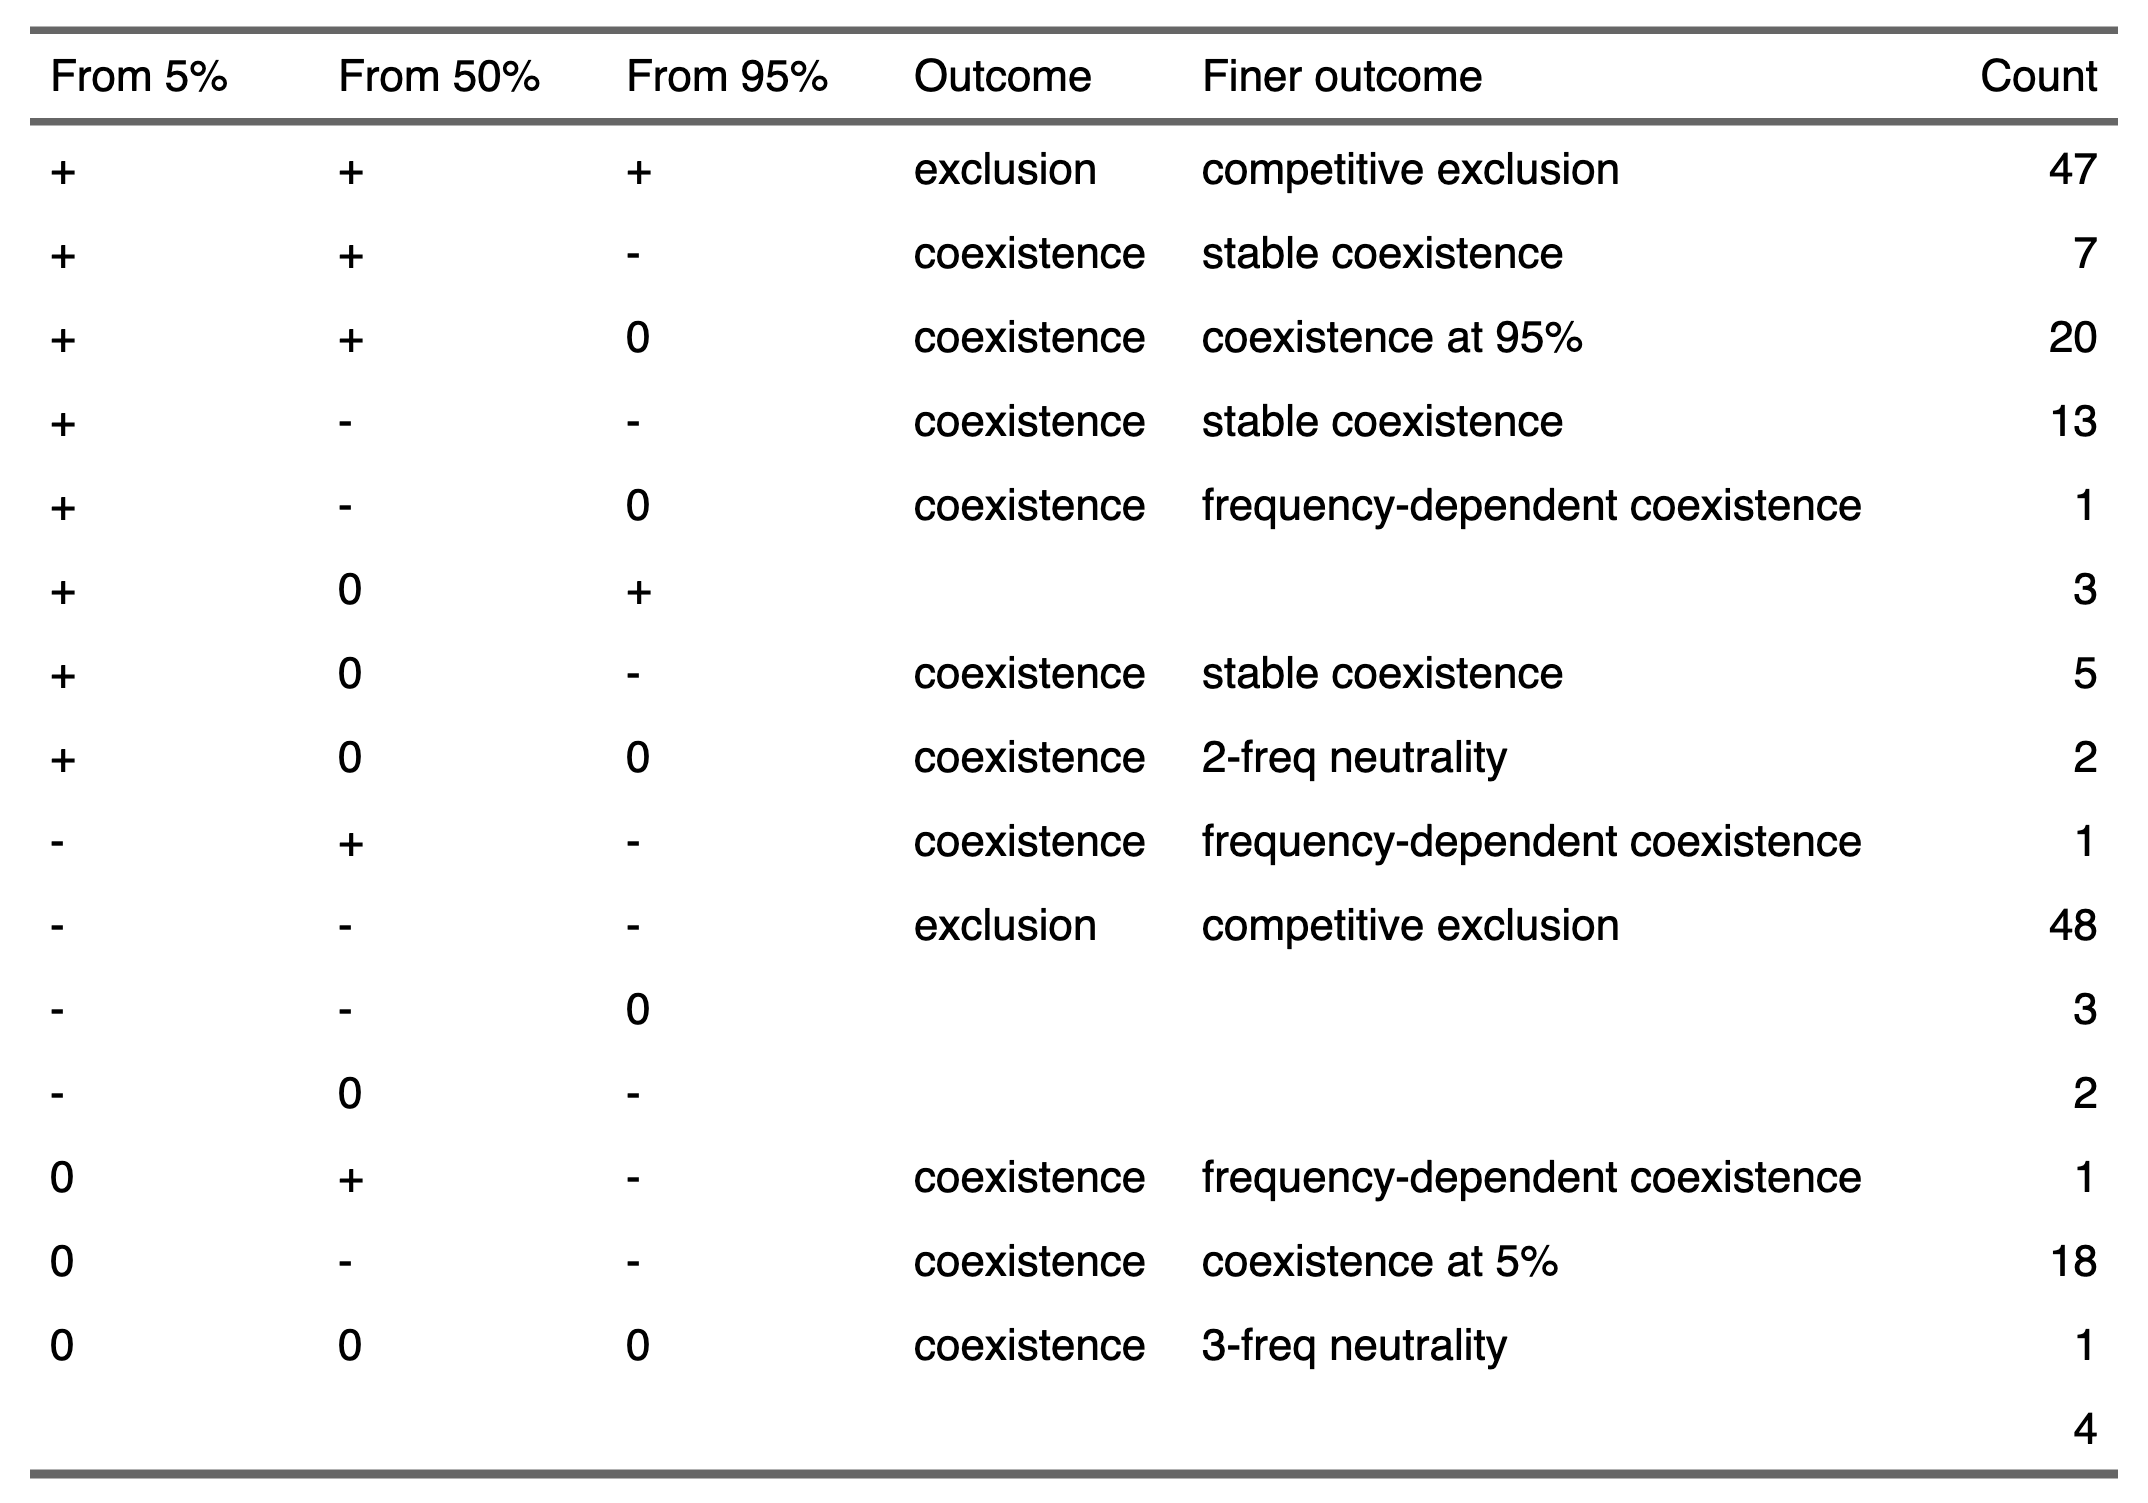 From 5% From 50% From 95% Outcome Finer outcome Count
+ + + exclusion competitive exclusion 47
+ + - coexistence stable coexistence 7
+ + 0 coexistence coexistence at 95% 20
+ - - coexistence stable coexistence 13
+ - 0 coexistence frequency-dependent coexistence 1
+ 0 + 3
+ 0 - coexistence stable coexistence 5
+ 0 0 coexistence 2-freq neutrality 2
- + - coexistence frequency-dependent coexistence 1
- - - exclusion competitive exclusion 48
- - 0 3
- 0 - 2
0 + - coexistence frequency-dependent coexistence 1
0 - - coexistence coexistence at 5% 18
0 0 0 coexistence 3-freq neutrality 1
4